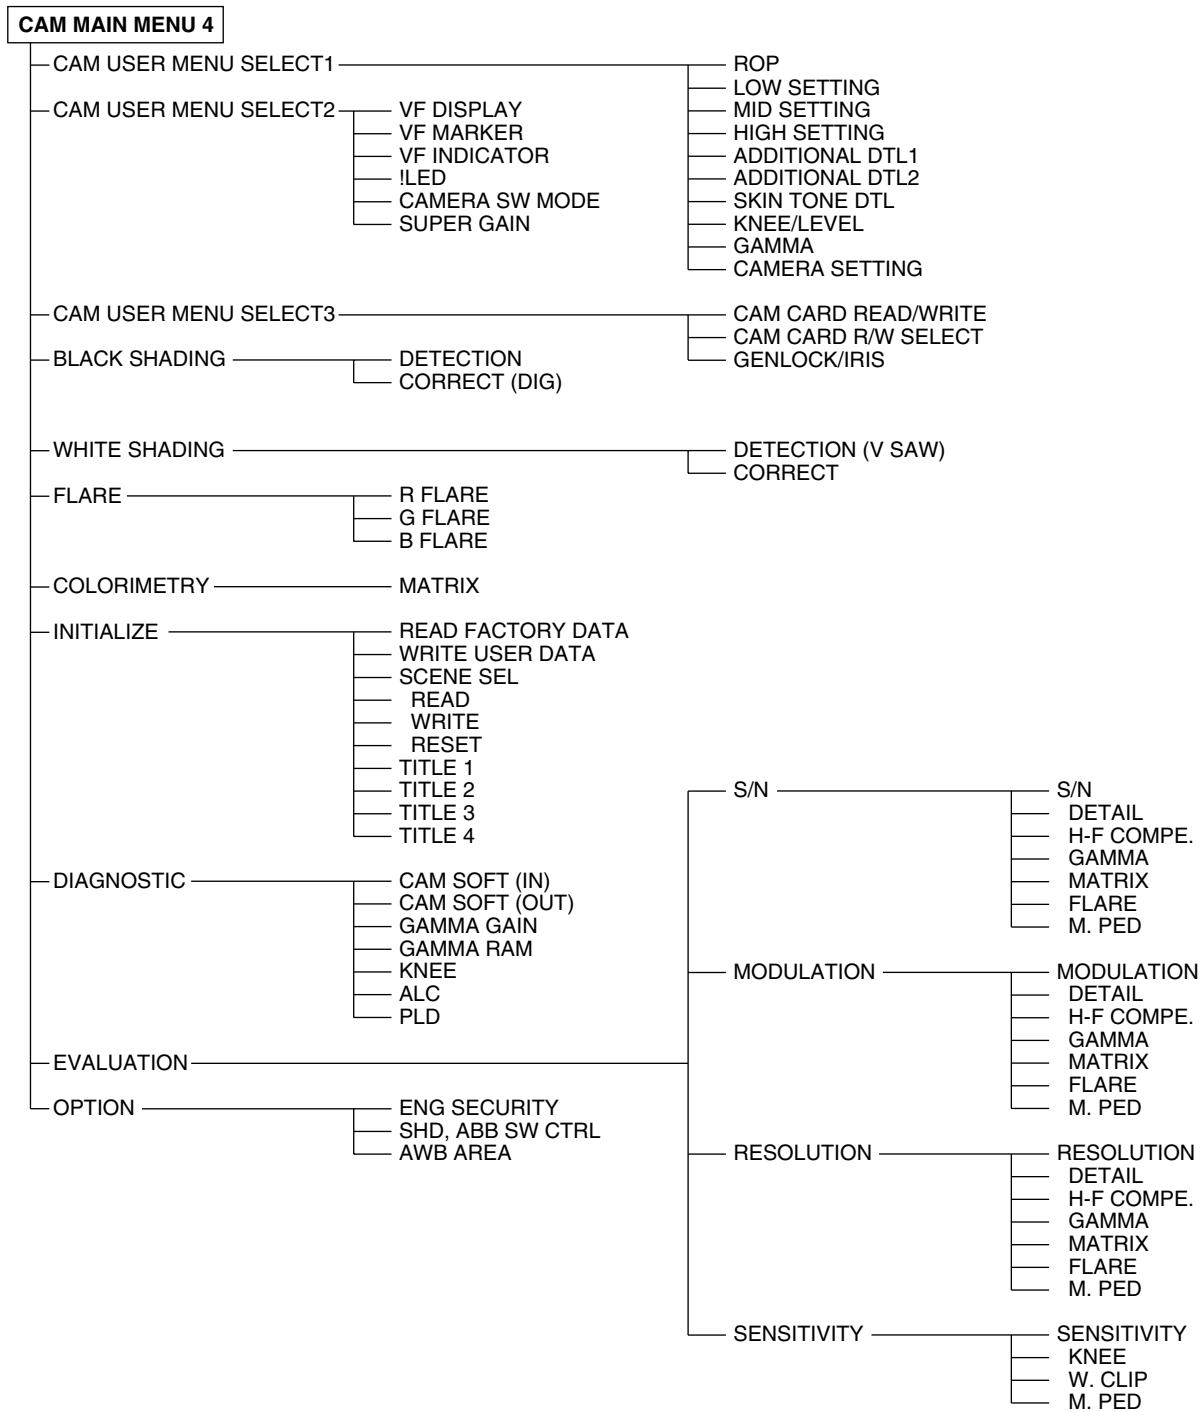 CAM MAIN MENU 4
CAM USER MENU SELECT1
ROP
LOW SETTING
MID SETTING
HIGH SETTING
ADDITIONAL DTL1
ADDITIONAL DTL2
SKIN TONE DTL
KNEE/LEVEL
GAMMA
CAMERA SETTING
CAM USER MENU SELECT2
VF DISPLAY
VF MARKER
VF INDICATOR
!LED
CAMERA SW MODE
SUPER GAIN
CAM USER MENU SELECT3
CAM CARD READ/WRITE
CAM CARD R/W SELECT
GENLOCK/IRIS
BLACK SHADING
DETECTION
CORRECT (DIG)
WHITE SHADING
DETECTION (V SAW)
CORRECT
FLARE
R FLARE
G FLARE
B FLARE
COLORIMETRY
MATRIX
INITIALIZE
READ FACTORY DATA
WRITE USER DATA
SCENE SEL
READ
WRITE
RESET
TITLE 1
TITLE 2
TITLE 3
TITLE 4
DIAGNOSTIC
CAM SOFT (IN)
CAM SOFT (OUT)
GAMMA GAIN
GAMMA RAM
KNEE
ALC
PLD
EVALUATION
S/N
S/N
DETAIL
H-F COMPE.
GAMMA
MATRIX
FLARE
M. PED
MODULATION
MODULATION
DETAIL
H-F COMPE.
GAMMA
MATRIX
FLARE
M. PED
RESOLUTION
RESOLUTION
DETAIL
H-F COMPE.
GAMMA
MATRIX
FLARE
M. PED
SENSITIVITY
SENSITIVITY
KNEE
W. CLIP
M. PED
OPTION
ENG SECURITY
SHD, ABB SW CTRL
AWB AREA